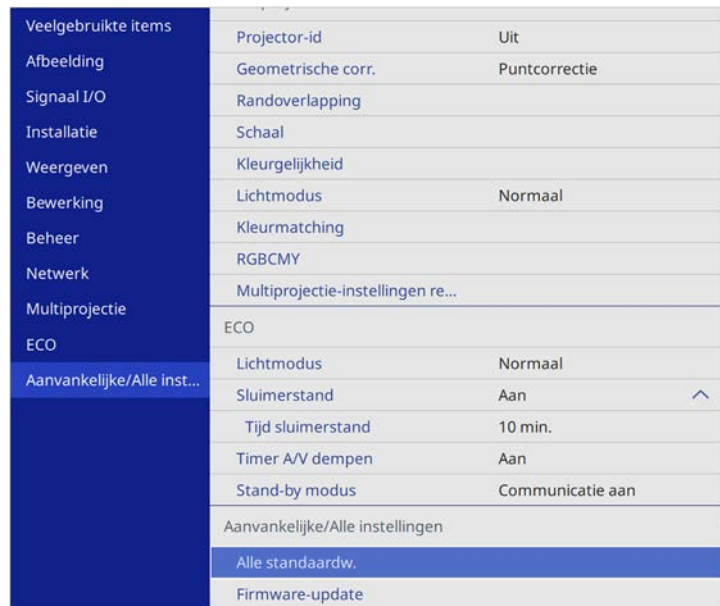 Veelgebruikte items
Afbeelding
Signaal I/O
Installatie
Weergeven
Bewerking
Beheer
Netwerk
Multiprojectie
ECO
Aanvankelijke/Alle inst...
Projector-id Uit
Geometrische corr. Puntcorrectie
Randoverlapping
Schaal
Kleurgelijkheid
Lichtmodus Normaal
Kleurmatching
RGBCMY
Multiprojectie-instellingen re...
ECO
Lichtmodus Normaal
Sluimerstand Aan
Tijd sluimerstand 10 min.
Timer A/V dempen Aan
Stand-by modus Communicatie aan
Aanvankelijke/Alle instellingen
Alle standaardw.
Firmware-update